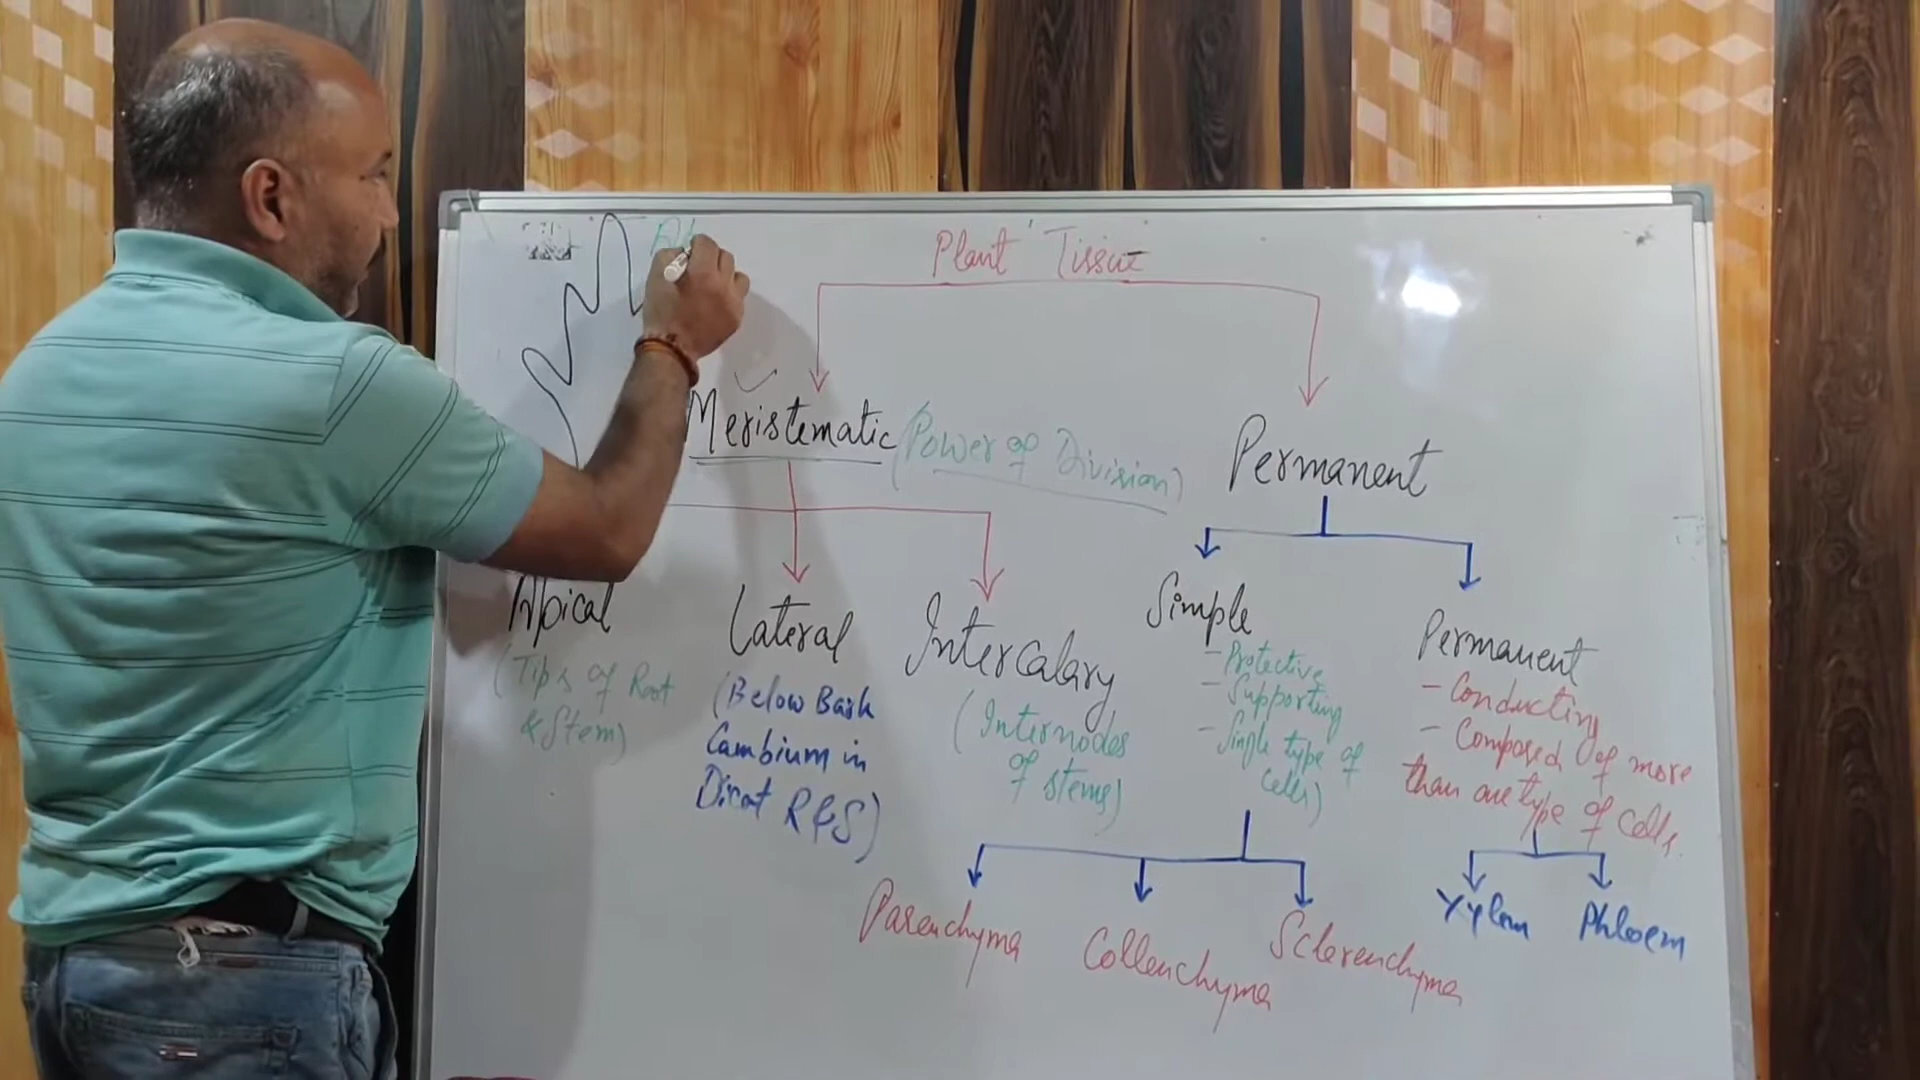 Plant Tissue
Meristematic (Power of Division)
Permanent
Apical
(Tips of Root
& Stem)
Lateral
(Below Bark
Cambium in
Dicot R&S)
Intercalary
(Internodes
of stems)
Simple
- Protective
- Supporting
- Single type of
cells)
Permanent
- Conducting
- Composed of more
than one type of cells.
Parenchyma
Collenchyma
Sclerenchyma
Xylem
Phloem